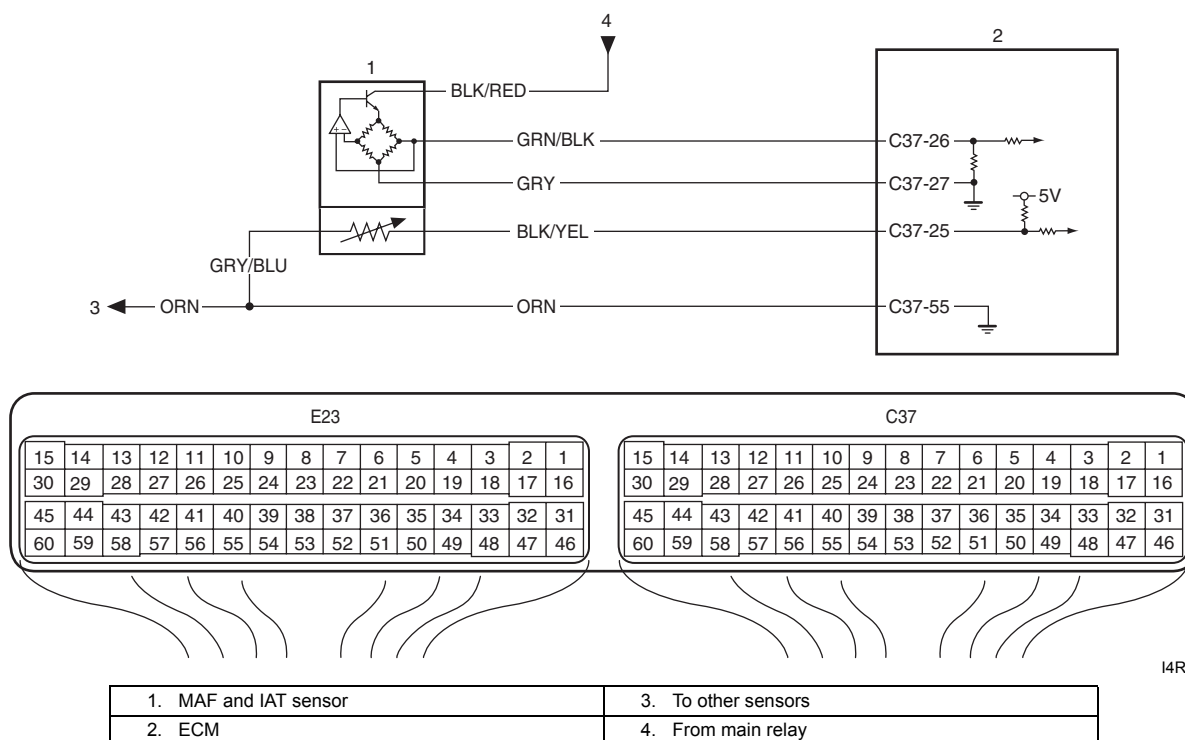 4
2
1
BLK/RED
GRN/BLK
C37-26
GRY
C37-27
5V
BLK/YEL
C37-25
GRY/BLU
3
ORN
ORN
C37-55
E23
C37
15 14 13 12 11 10 9 8 7 6 5 4 3 2 1
30 29 28 27 26 25 24 23 22 21 20 19 18 17 16
45 44 43 42 41 40 39 38 37 36 35 34 33 32 31
60 59 58 57 56 55 54 53 52 51 50 49 48 47 46
15 14 13 12 11 10 9 8 7 6 5 4 3 2 1
30 29 28 27 26 25 24 23 22 21 20 19 18 17 16
45 44 43 42 41 40 39 38 37 36 35 34 33 32 31
60 59 58 57 56 55 54 53 52 51 50 49 48 47 46
I4R
1. MAF and IAT sensor
3. To other sensors
2. ECM
4. From main relay